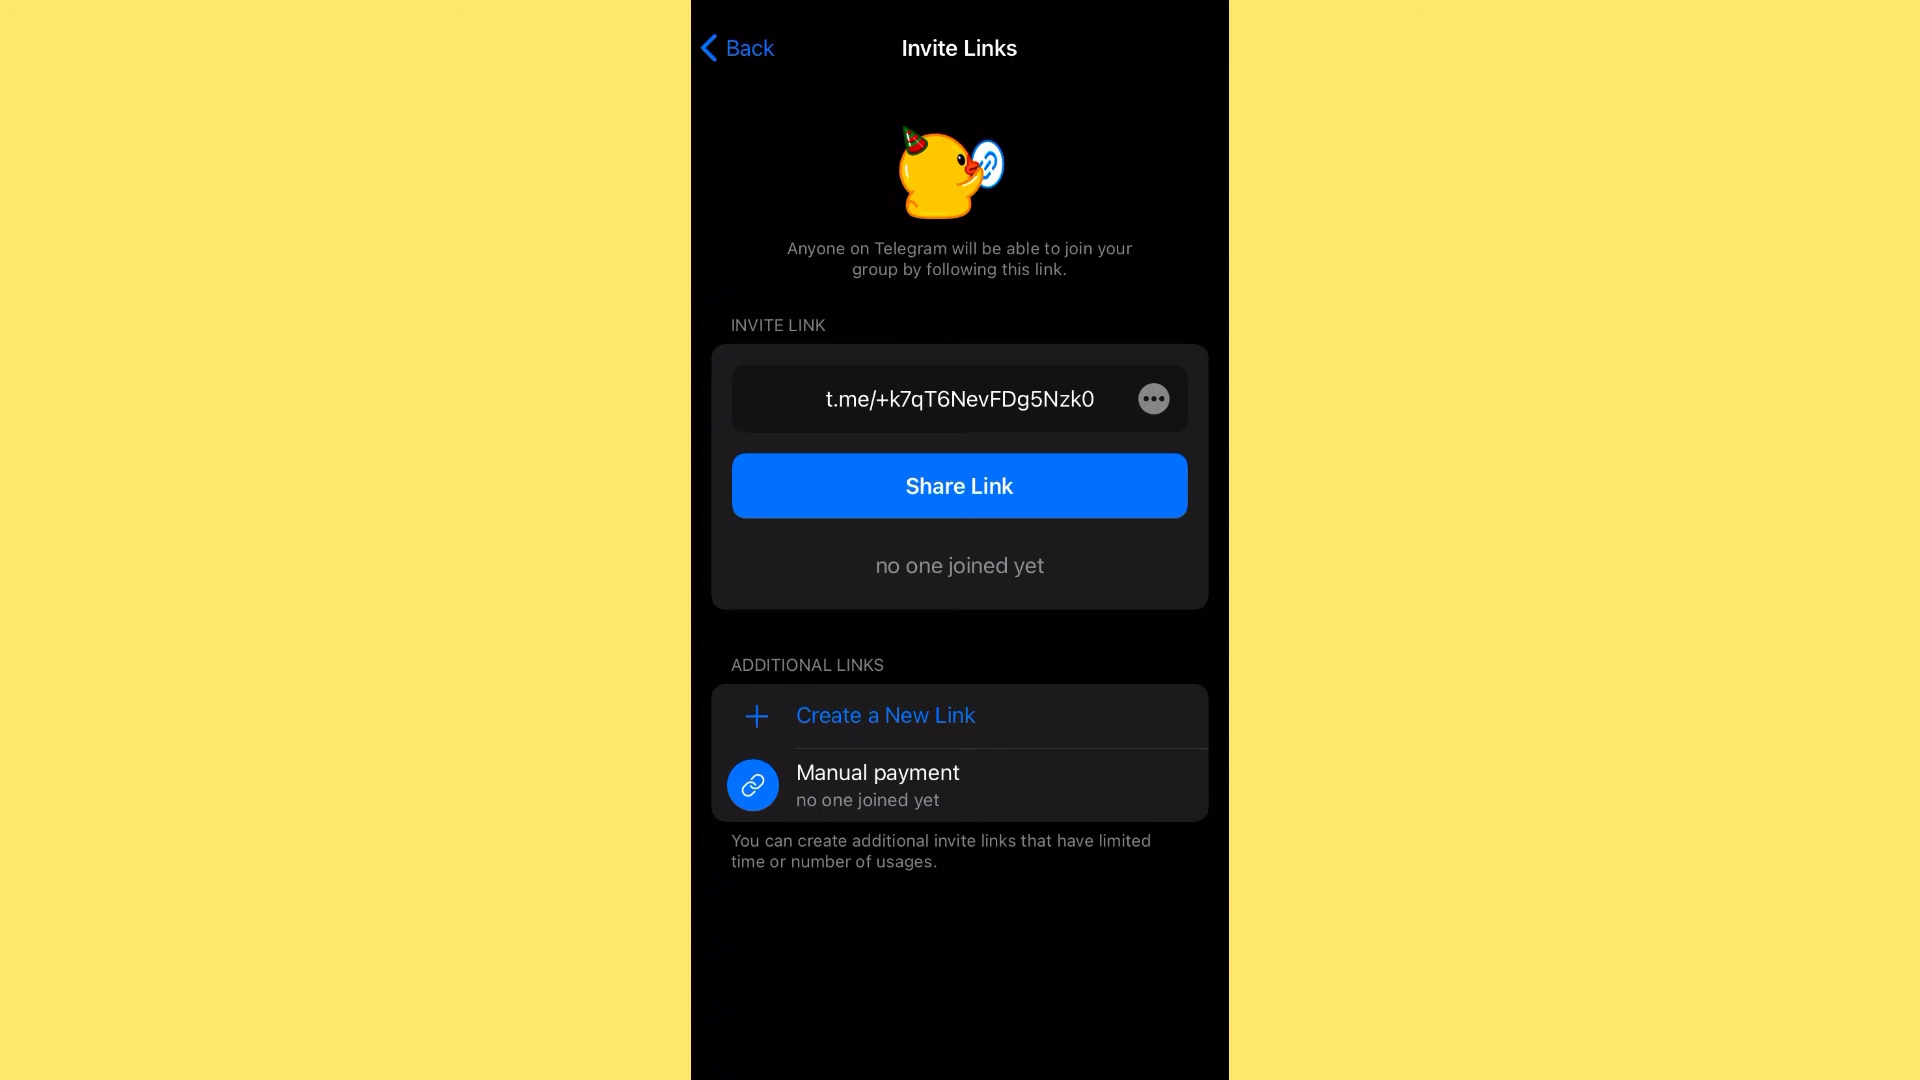 Back
Invite Links
Anyone on Telegram will be able to join your
group by following this link.
INVITE LINK
t.me/+k7qT6NevFDg5Nzk0
Share Link
no one joined yet
ADDITIONAL LINKS
Create a New Link
Manual payment
no one joined yet
You can create additional invite links that have limited
time or number of usages.